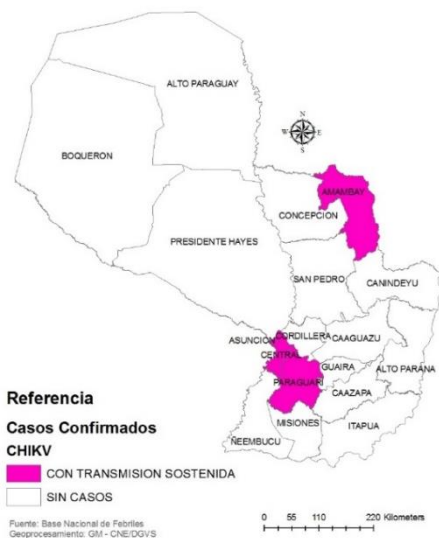 ALTO PARAGUAY
N
W E
S
BOQUERON
AMAMBAY
CONCEPCION
PRESIDENTE HAYES
SAN PEDRO
CANINDEYU
ASUNCION
CORDILLERA
CAAGUAZU
CENTRAL
GUAIRA
ALTO PARANA
PARAGUARI
CAAZAPA
MISIONES
ITAPUA
ÑEEMBUCU
Referencia
Casos Confirmados
CHIKV
CON TRANSMISION SOSTENIDA
SIN CASOS
Fuente: Base Nacional de Febriles
Geoprocesamiento: GM - CNE/DGVS
0 55 110 220 Kilometers